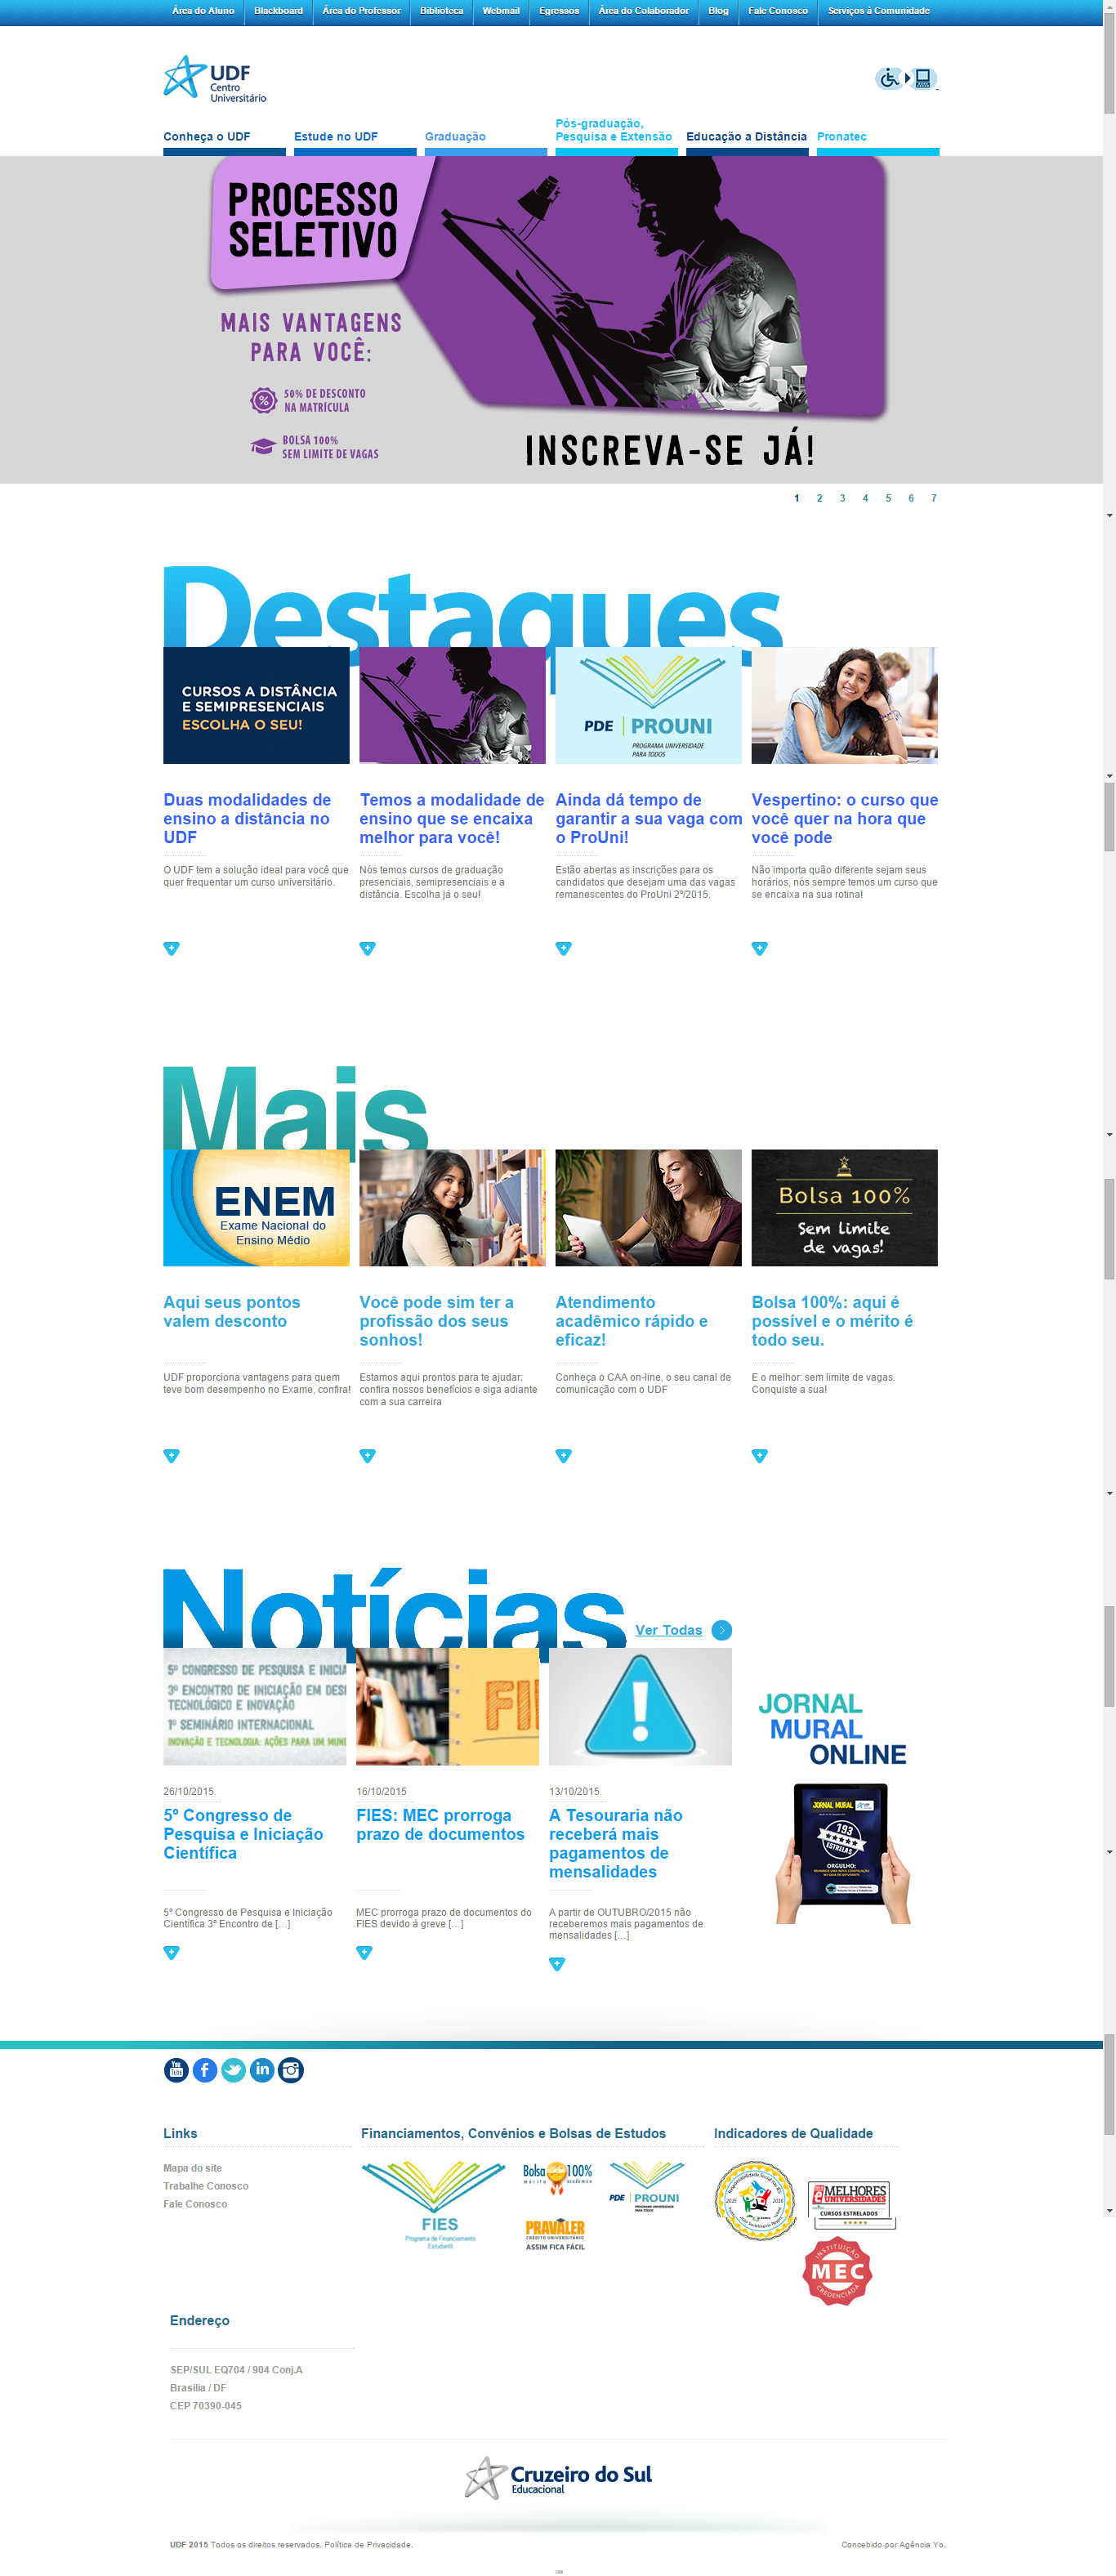 Área do Aluno
Blackboard
Área do Professor
Biblioteca
Webmail
Egressos
Área do Colaborador
Blog
Fale Conosco
Serviços à Comunidade
UDF
Centro
Universitário
Conheça o UDF
Estude no UDF
Graduação
Pós-graduação,
Pesquisa e Extensão
Educação a Distância
Pronatec
PROCESSO
SELETIVO
MAIS VANTAGENS
PARA VOCÊ:
50% DE DESCONTO
NA MATRÍCULA
BOLSA 100%
SEM LIMITE DE VAGAS
INSCREVA-SE JÁ!
1 2 3 4 5 6 7
Destaques
CURSOS A DISTÂNCIA
E SEMIPRESENCIAIS
ESCOLHA O SEU!
PDE PROUNI
PROGRAMA UNIVERSIDADE
PARA TODOS
Duas modalidades de
ensino a distância no
UDF
O UDF tem a solução ideal para você que
quer frequentar um curso universitário.
Temos a modalidade de
ensino que se encaixa
melhor para você!
Nós temos cursos de graduação
presenciais, semipresenciais e a
distância. Escolha já o seu!
Ainda dá tempo de
garantir a sua vaga com
o ProUni!
Estão abertas as inscrições para os
candidatos que desejam uma das vagas
remanescentes do ProUni 2º/2015.
Vespertino: o curso que
você quer na hora que
você pode
Não importa quão diferente sejam seus
horários, nós sempre temos um curso que
se encaixa na sua rotina!
Mais
ENEM
Exame Nacional do
Ensino Médio
Bolsa 100%
Sem limite
de vagas!
Aqui seus pontos
valem desconto
UDF proporciona vantagens para quem
teve bom desempenho no Exame, confira!
Você pode sim ter a
profissão dos seus
sonhos!
Estamos aqui prontos para te ajudar:
confira nossos benefícios e siga adiante
com a sua carreira
Atendimento
acadêmico rápido e
eficaz!
Conheça o CAA on-line, o seu canal de
comunicação com o UDF
Bolsa 100%: aqui é
possível e o mérito é
todo seu.
E o melhor: sem limite de vagas.
Conquiste a sua!
Notícias
Ver Todas
5º CONGRESSO DE PESQUISA E INICIA
3º ENCONTRO DE INICIAÇÃO EM DES
TECNOLÓGICO E INOVAÇÃO
1º SEMINÁRIO INTERNACIONAL
INOVAÇÃO E TECNOLOGIA: AÇÕES PARA UM MUN
FI
26/10/2015
5º Congresso de
Pesquisa e Iniciação
Científica
5º Congresso de Pesquisa e Iniciação
Científica 3º Encontro de [...]
16/10/2015
FIES: MEC prorroga
prazo de documentos
MEC prorroga prazo de documentos do
FIES devido à greve [...]
13/10/2015
A Tesouraria não
receberá mais
pagamentos de
mensalidades
A partir de OUTUBRO/2015 não
receberemos mais pagamentos de
mensalidades [...]
JORNAL
MURAL
ONLINE
JORNAL MURAL
193
ESTRELAS
ORGULHO:
You
Tube
Links
Mapa do site
Trabalhe Conosco
Fale Conosco
Financiamentos, Convênios e Bolsas de Estudos
FIES
Programa de Financiamento
Estudantil
Bolsa 100%
mérito acadêmico
PDE PROUNI
PROGRAMA UNIVERSIDADE
PARA TODOS
PRAVALER
CRÉDITO UNIVERSITÁRIO
ASSIM FICA FÁCIL
Indicadores de Qualidade
2015 2016
MELHORES
UNIVERSIDADES
CURSOS ESTRELADOS
INSTITUIÇÃO
MEC
CREDENCIADA
Endereço
SEP/SUL EQ704 / 904 Conj.A
Brasília / DF
CEP 70390-045
Cruzeiro do Sul
Educacional
UDF 2015 Todos os direitos reservados. Política de Privacidade.
Concebido por Agência Yo.